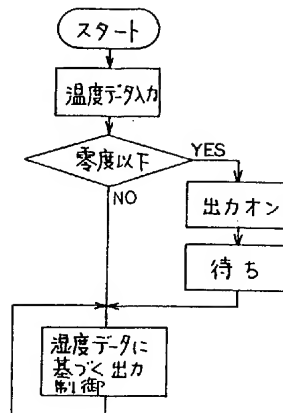 スタート
温度データ入力
零度以下
YES
NO
出力オン
待ち
湿度データに
基づく出力
制御